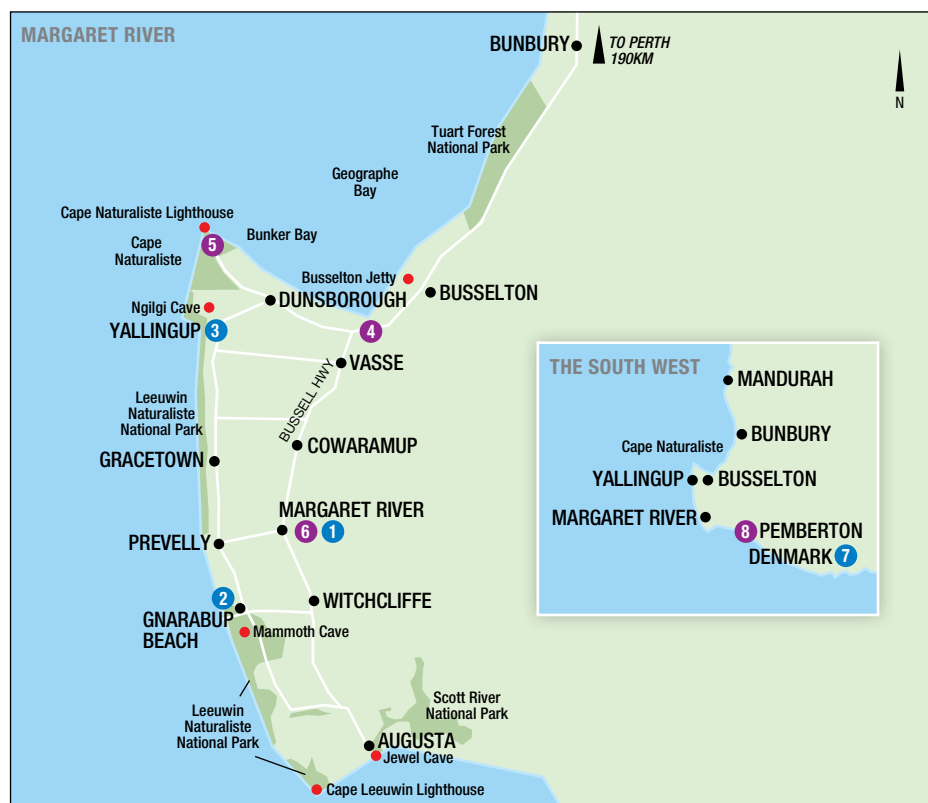 MARGARET RIVER
BUNBURY
TO PERTH
190KM
N
Tuart Forest
National Park
Geographe
Bay
Cape Naturaliste Lighthouse
5
Bunker Bay
Cape
Naturaliste
Busselton Jetty
BUSSELTON
DUNSBOROUGH
Ngilgi Cave
YALLINGUP 3
4
VASSE
BUSSELL HWY
Leeuwin
Naturaliste
National Park
COWARAMUP
GRACETOWN
MARGARET RIVER
6 1
PREVELLY
2
WITCHCLIFFE
GNARABUP
BEACH
Mammoth Cave
Leeuwin
Naturaliste
National Park
Scott River
National Park
AUGUSTA
Jewel Cave
Cape Leeuwin Lighthouse
THE SOUTH WEST
MANDURAH
BUNBURY
Cape Naturaliste
YALLINGUP
BUSSELTON
MARGARET RIVER
8 PEMBERTON
DENMARK 7